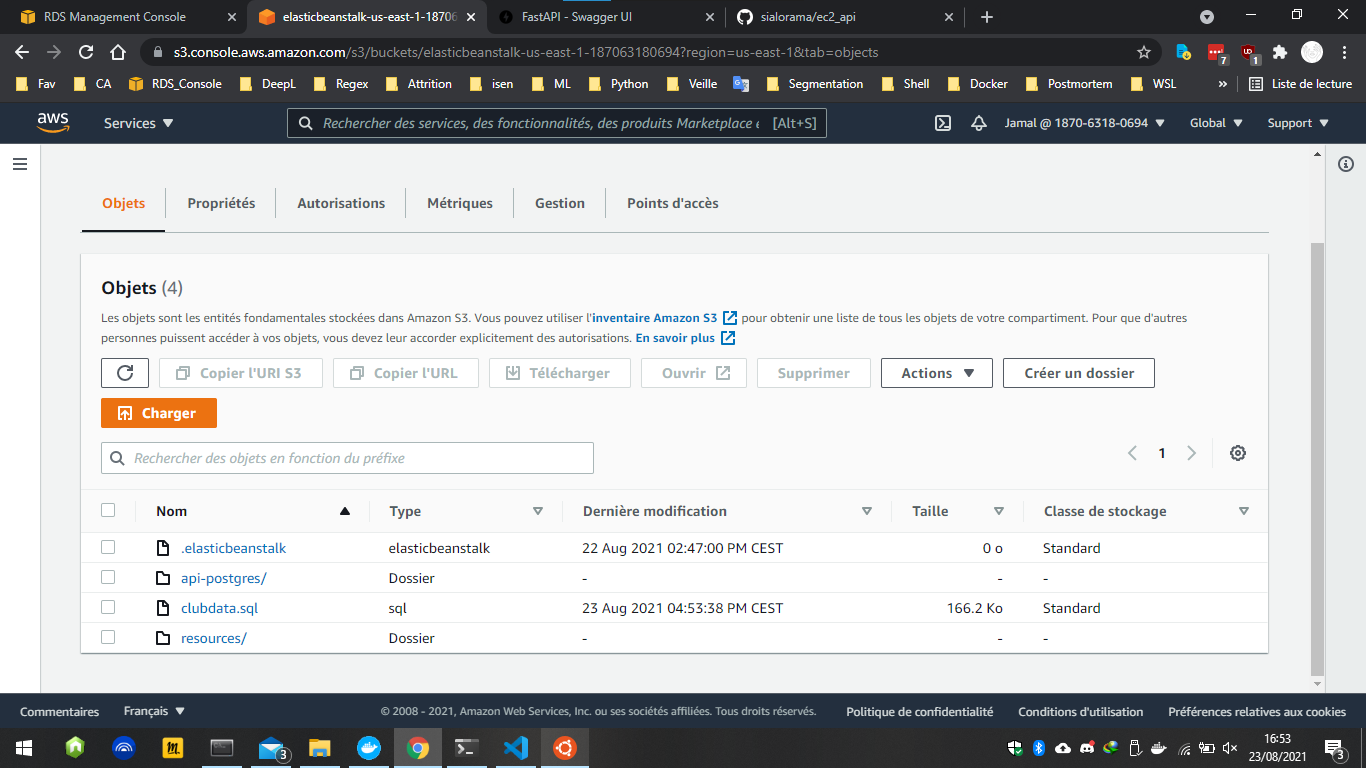 RDS Management Console
elasticbeanstalk-us-east-1-18706
FastAPI - Swagger UI
sialorama/ec2_api
s3.console.aws.amazon.com/s3/buckets/elasticbeanstalk-us-east-1-187063180694?region=us-east-1&tab=objects
7
1
Fav
CA
RDS_Console
DeepL
Regex
Attrition
isen
ML
Python
Veille
Segmentation
Shell
Docker
Postmortem
WSL
»
Liste de lecture
aws
Services
Rechercher des services, des fonctionnalités, des produits Marketplace e
[Alt+S]
Jamal @ 1870-6318-0694
Global
Support
Objets
Propriétés
Autorisations
Métriques
Gestion
Points d'accès
Objets (4)
Les objets sont les entités fondamentales stockées dans Amazon S3. Vous pouvez utiliser l'inventaire Amazon S3 pour obtenir une liste de tous les objets de votre compartiment. Pour que d'autres
personnes puissent accéder à vos objets, vous devez leur accorder explicitement des autorisations. En savoir plus
Copier l'URI S3
Copier l'URL
Télécharger
Ouvrir
Supprimer
Actions
Créer un dossier
Charger
Rechercher des objets en fonction du préfixe
1
Nom
Type
Dernière modification
Taille
Classe de stockage
.elasticbeanstalk
elasticbeanstalk
22 Aug 2021 02:47:00 PM CEST
0 o
Standard
api-postgres/
Dossier
-
-
-
clubdata.sql
sql
23 Aug 2021 04:53:38 PM CEST
166.2 Ko
Standard
resources/
Dossier
-
-
-
Commentaires
Français
© 2008 - 2021, Amazon Web Services, Inc. ou ses sociétés affiliées. Tous droits réservés.
Politique de confidentialité
Conditions d'utilisation
Préférences relatives aux cookies
3
16:53
23/08/2021
3